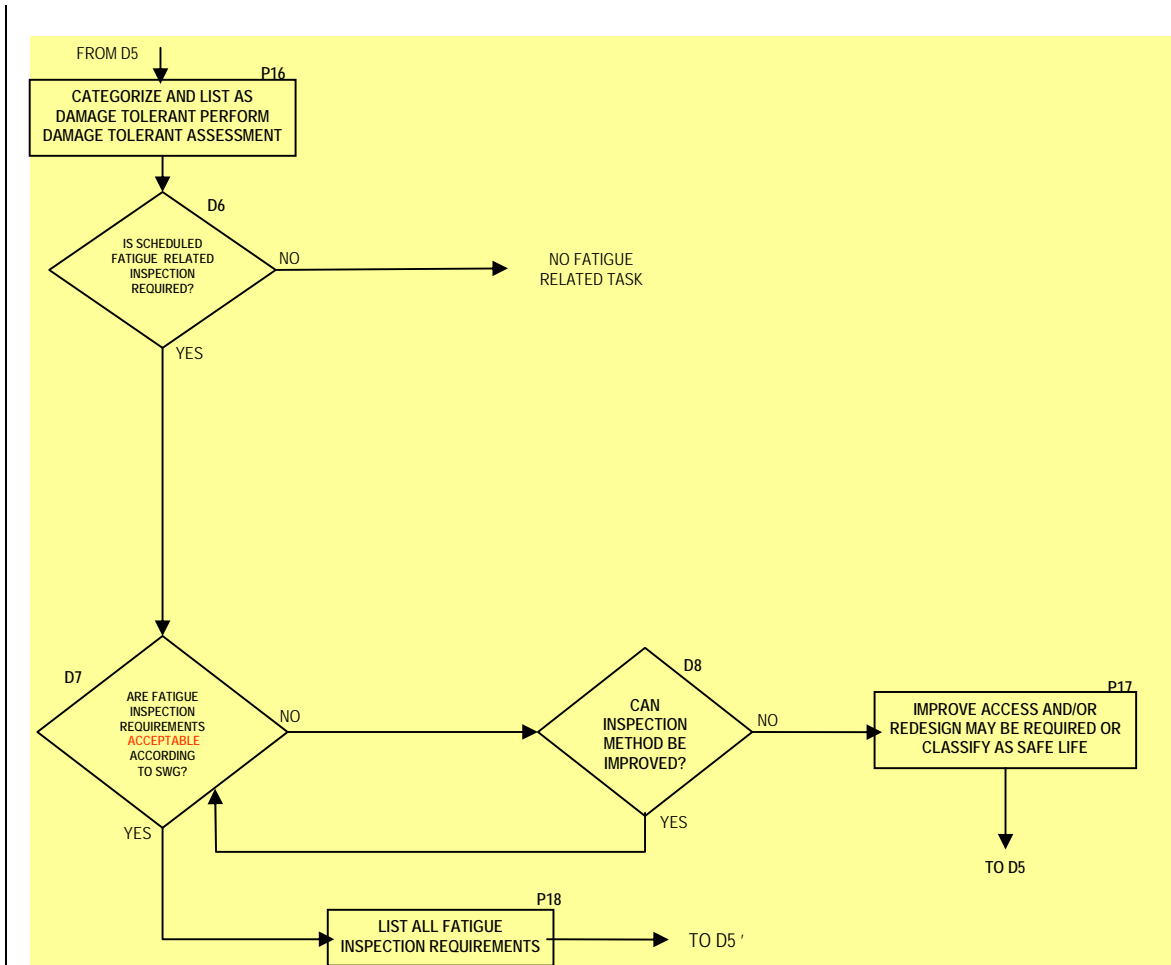 FROM D5
P16
CATEGORIZE AND LIST AS
DAMAGE TOLERANT PERFORM
DAMAGE TOLERANT ASSESSMENT
D6
IS SCHEDULED
FATIGUE RELATED
INSPECTION
REQUIRED?
NO
NO FATIGUE
RELATED TASK
YES
D7
ARE FATIGUE
INSPECTION
REQUIREMENTS
ACCEPTABLE
ACCORDING
TO SWG?
NO
D8
CAN
INSPECTION
METHOD BE
IMPROVED?
NO
P17
IMPROVE ACCESS AND/OR
REDESIGN MAY BE REQUIRED OR
CLASSIFY AS SAFE LIFE
YES
YES
TO D5
P18
LIST ALL FATIGUE
INSPECTION REQUIREMENTS
TO D5 ′